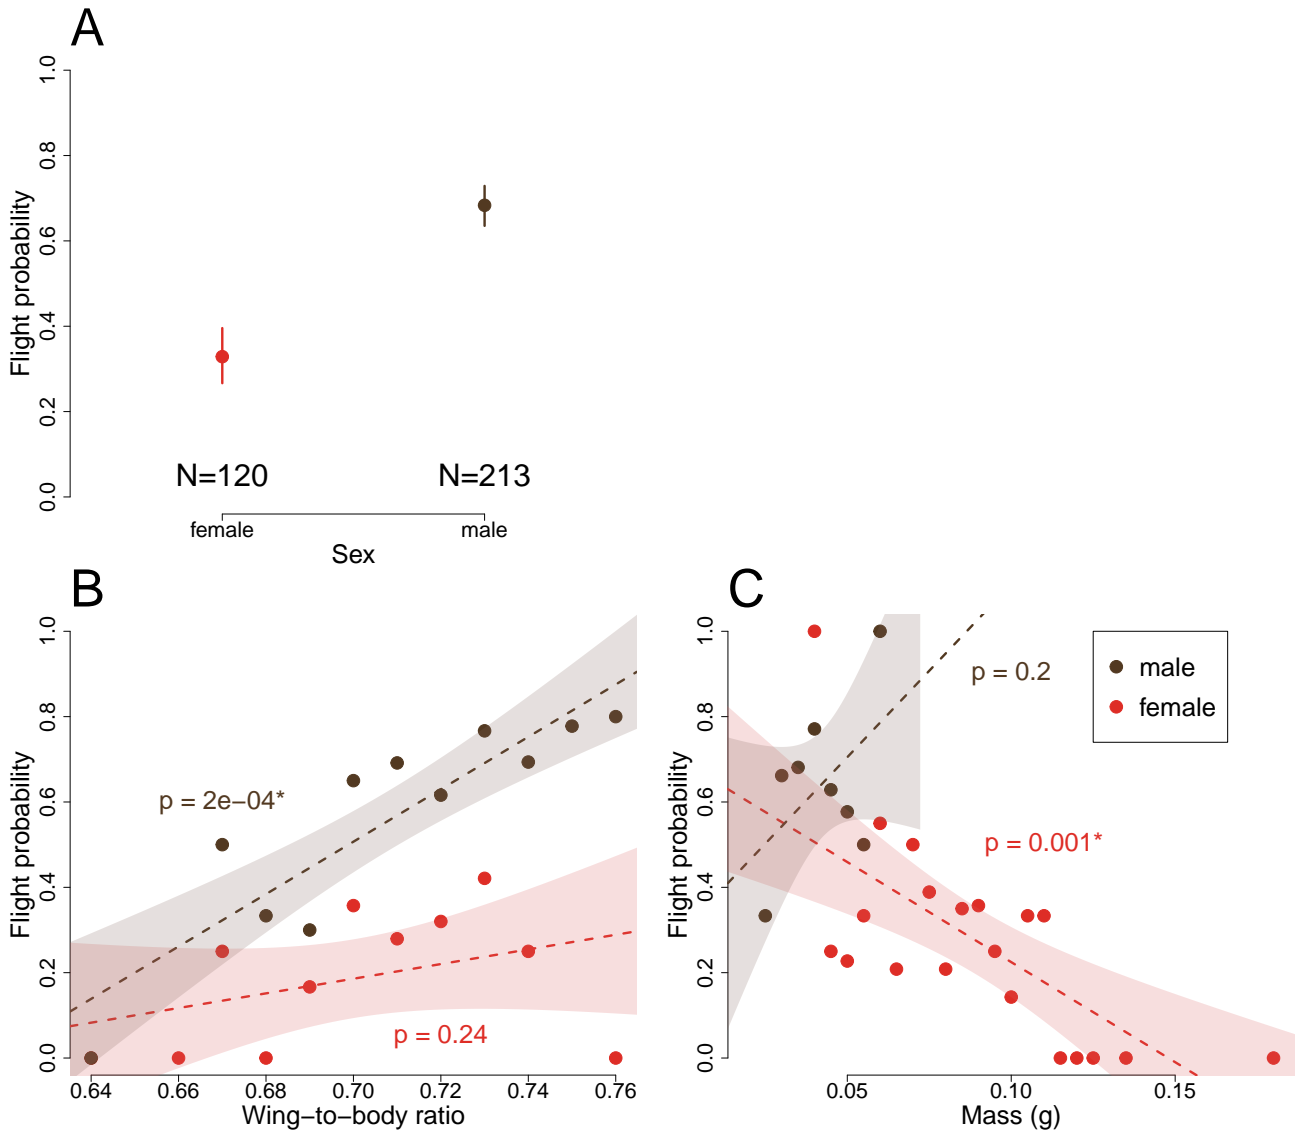 A
Flight probability
1.0
0.8
0.6
0.4
0.2
0.0
N=120
N=213
female
male
Sex
B
Flight probability
1.0
0.8
0.6
0.4
0.2
0.0
p = 2e−04*
p = 0.24
0.64
0.66
0.68
0.70
0.72
0.74
0.76
Wing−to−body ratio
C
Flight probability
1.0
0.8
0.6
0.4
0.2
0.0
p = 0.2
p = 0.001*
male
female
0.05
0.10
0.15
Mass (g)